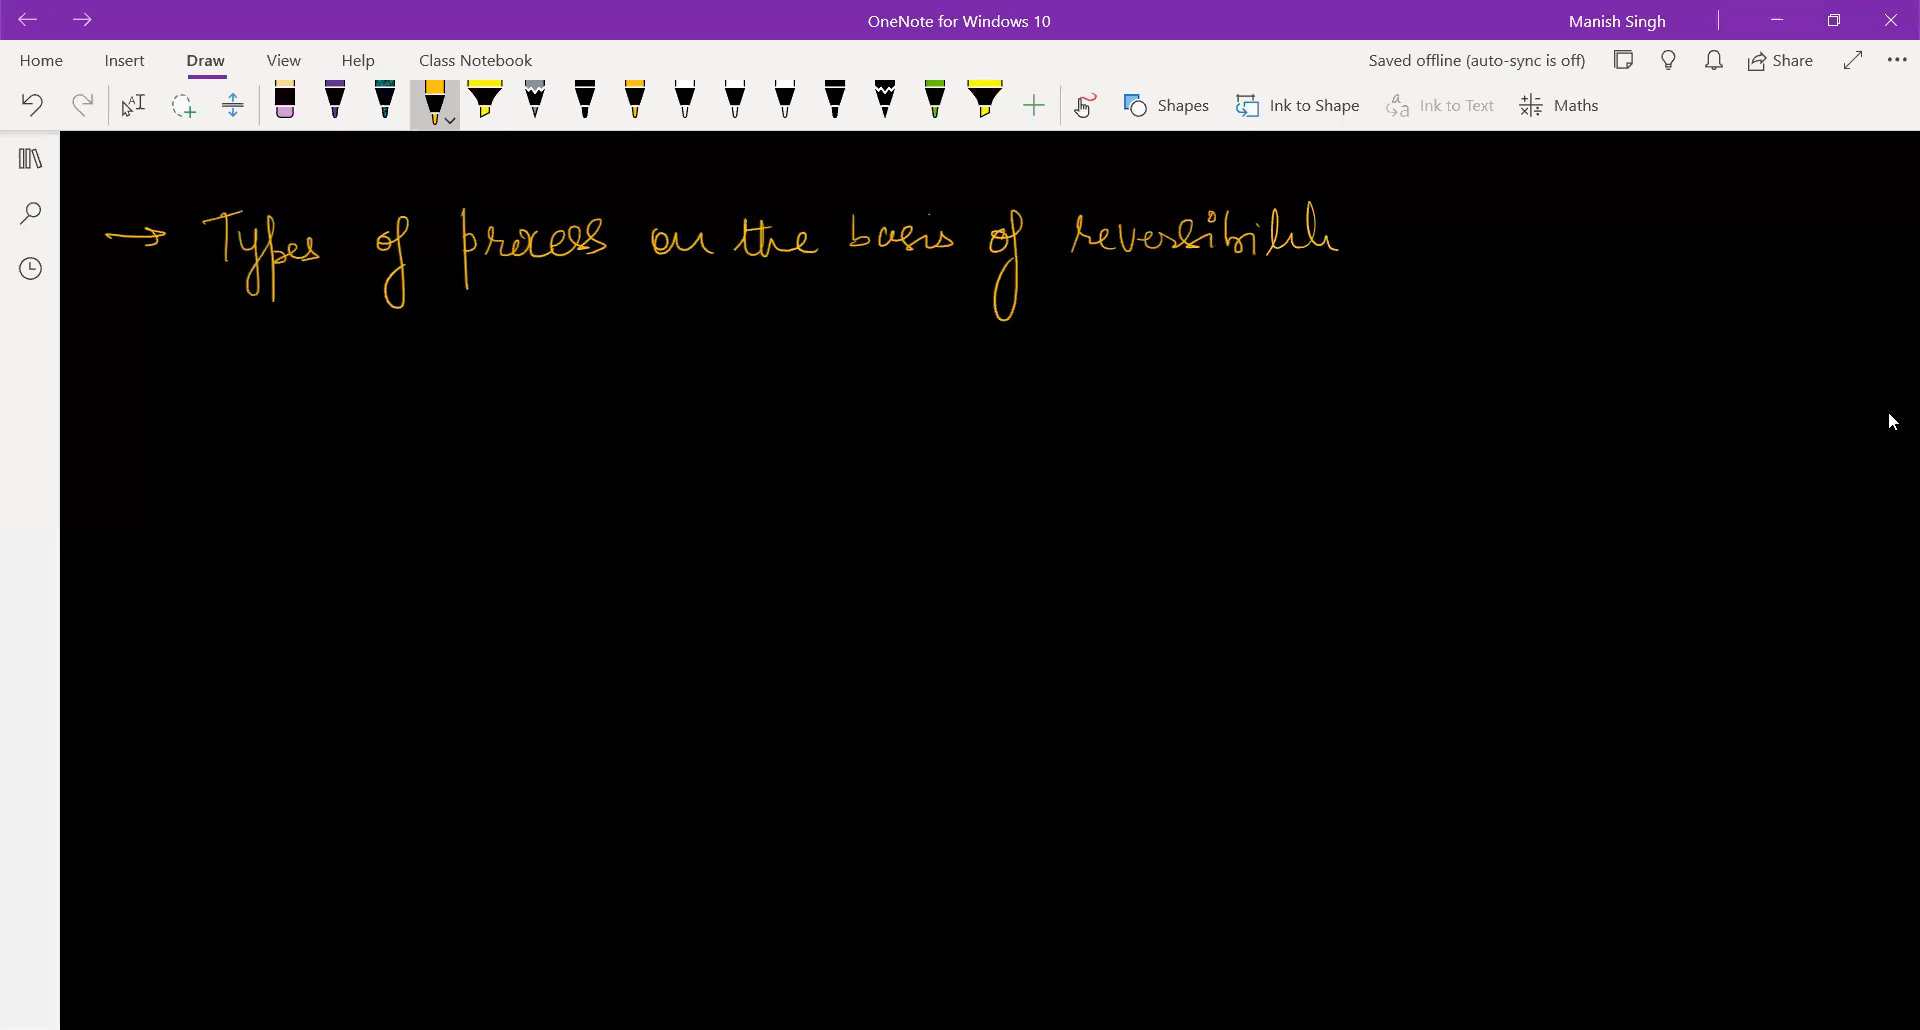 OneNote for Windows 10
Manish Singh
Home Insert Draw View Help Class Notebook
Saved offline (auto-sync is off)
Share
Shapes Ink to Shape Ink to Text Maths
→ Types of process on the basis of